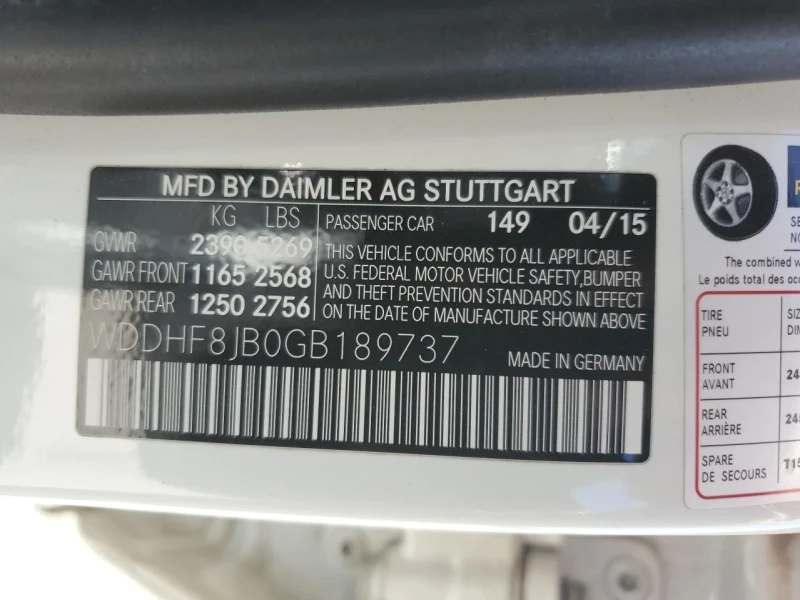 MFD BY DAIMLER AG STUTTGART
KG LBS
GVWR 2390 5269
GAWR FRONT 1165 2568
GAWR REAR 1250 2756
PASSENGER CAR 149 04/15
THIS VEHICLE CONFORMS TO ALL APPLICABLE
U.S. FEDERAL MOTOR VEHICLE SAFETY,BUMPER
AND THEFT PREVENTION STANDARDS IN EFFECT
ON THE DATE OF MANUFACTURE SHOWN ABOVE
WDDHF8JB0GB189737
MADE IN GERMANY
The combined
Le poids total des
TIRE
PNEU
FRONT
AVANT
REAR
ARRIÈRE
SPARE
DE SECOURS